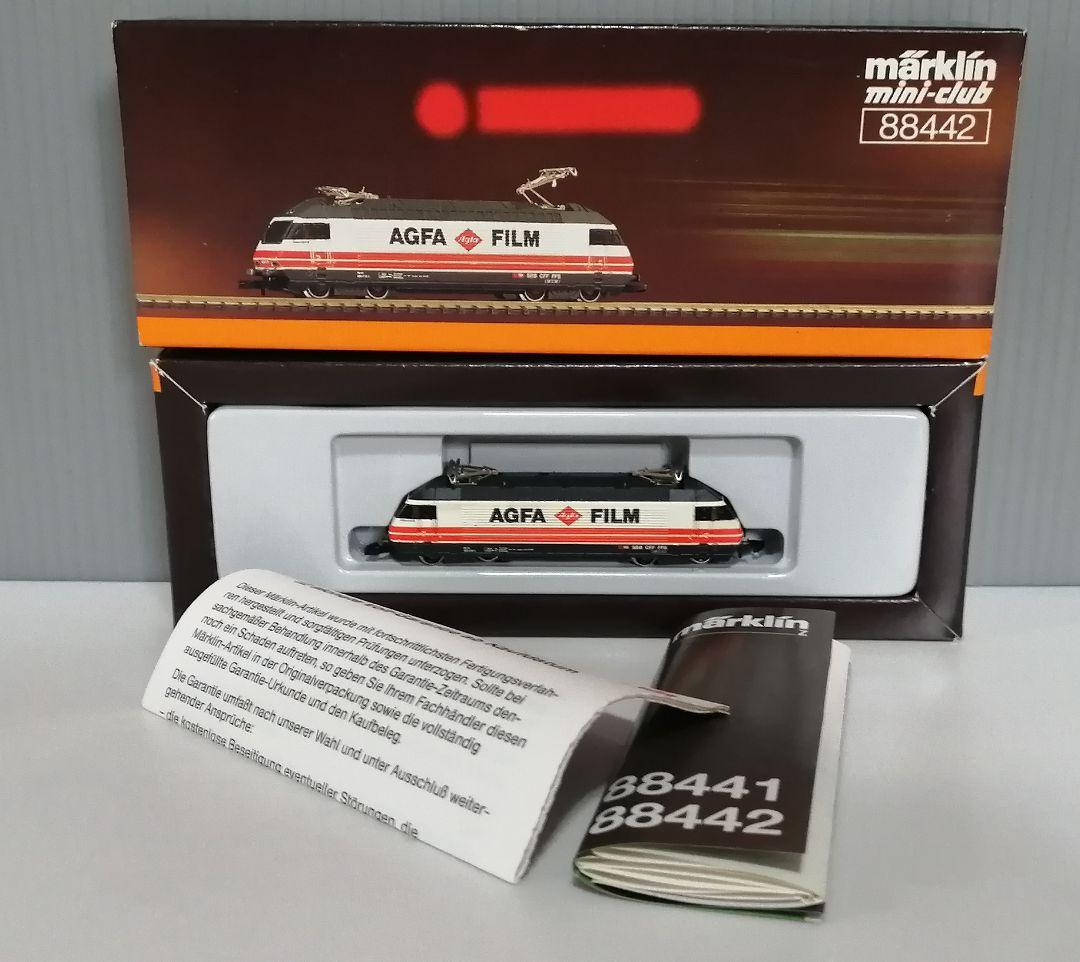 märklin
mini-club
88442
AGFA Agfa FILM
SBB CFF FFS
AGFA Agfa FILM
SBB CFF FFS
Dieser Märklin-Artikel wurde mit fortschrittlichsten Fertigungsverfah-
ren hergestellt und sorgfältigen Prüfungen unterzogen. Sollte bei
sachgemäßer Behandlung innerhalb des Garantie-Zeitraums den-
noch ein Schaden auftreten, so geben Sie Ihrem Fachhändler diesen
Märklin-Artikel in der Originalverpackung sowie die vollständig
ausgefüllte Garantie-Urkunde und den Kaufbeleg.
Die Garantie umfaßt nach unserer Wahl und unter Ausschluß weiter-
gehender Ansprüche:
– die kostenlose Beseitigung eventueller Störungen, die
märklin
Z
88441
88442